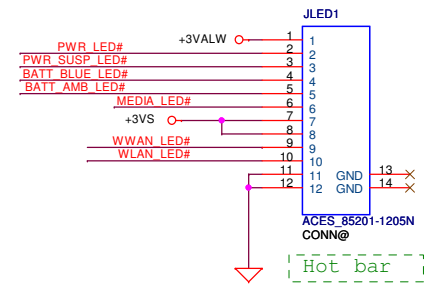 JLED1
+3VALW 1 1
PWR_LED# 2 2
PWR_SUSP_LED# 3 3
BATT_BLUE_LED# 4 4
BATT_AMB_LED# 5 5
MEDIA_LED# 6 6
+3VS 7 7
8 8
WWAN_LED# 9 9
WLAN_LED# 10 10
11 11 GND 13
12 12 GND 14
ACES_85201-1205N
CONN@
Hot bar